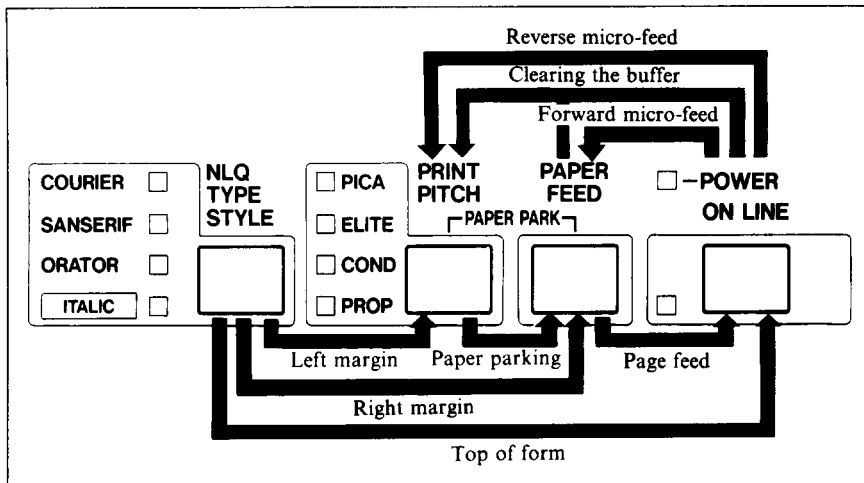 Reverse micro-feed
Clearing the buffer
Forward micro-feed
COURIER
SANSERIF
ORATOR
ITALIC
NLQ
TYPE
STYLE
PICA
ELITE
COND
PROP
PRINT
PITCH
PAPER
FEED
PAPER PARK
POWER
ON LINE
Left margin
Paper parking
Page feed
Right margin
Top of form